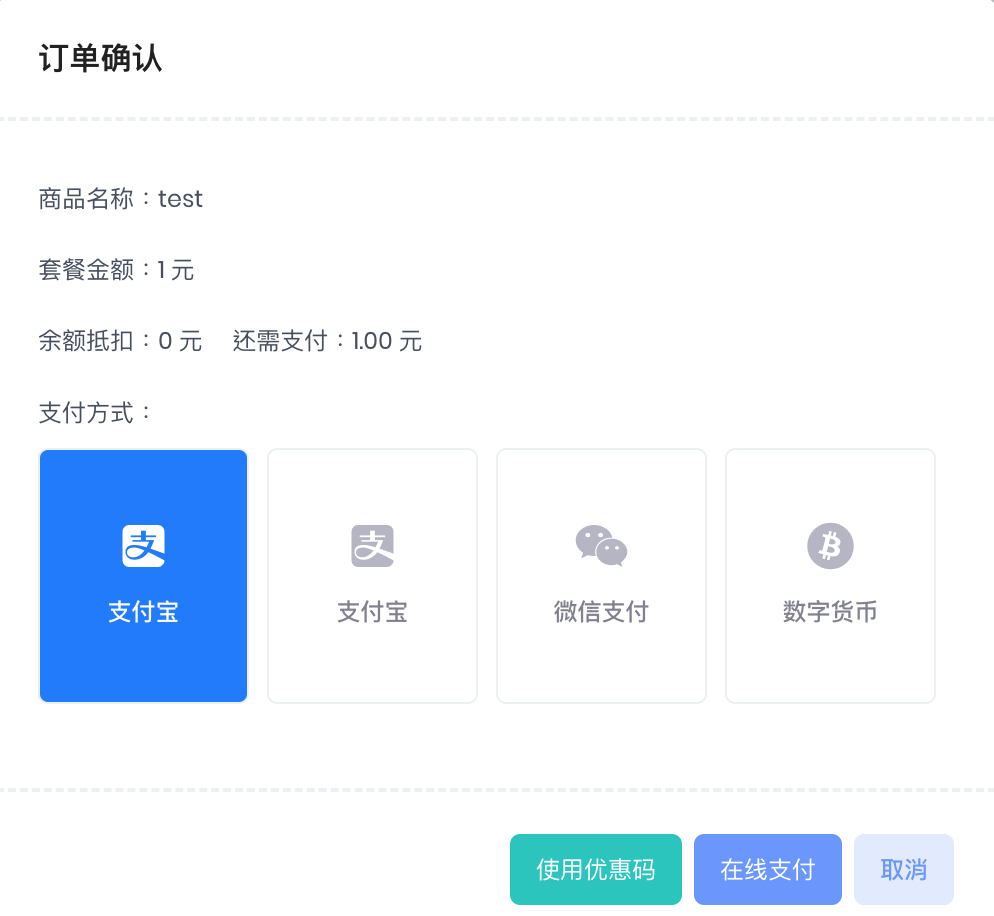 订单确认
商品名称：test
套餐金额：1 元
余额抵扣：0 元 还需支付：1.00 元
支付方式：
支付宝 支付宝 微信支付 数字货币
使用优惠码 在线支付 取消